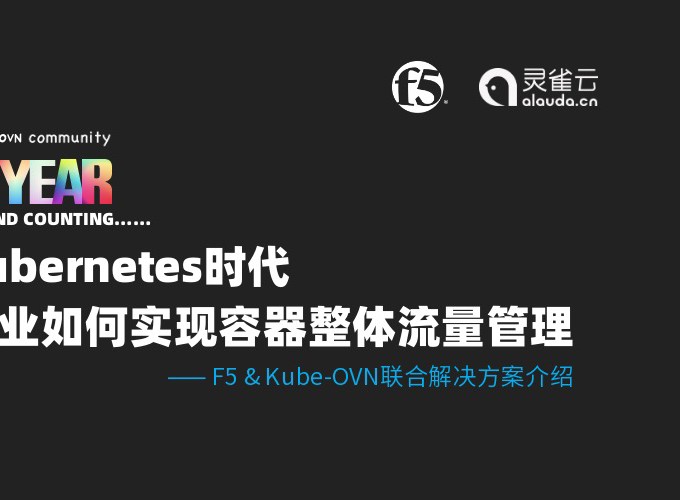 f5
灵雀云
alauda.cn
OVN community
YEAR
ND COUNTING......
ubernetes时代
业如何实现容器整体流量管理
—— F5 & Kube-OVN联合解决方案介绍